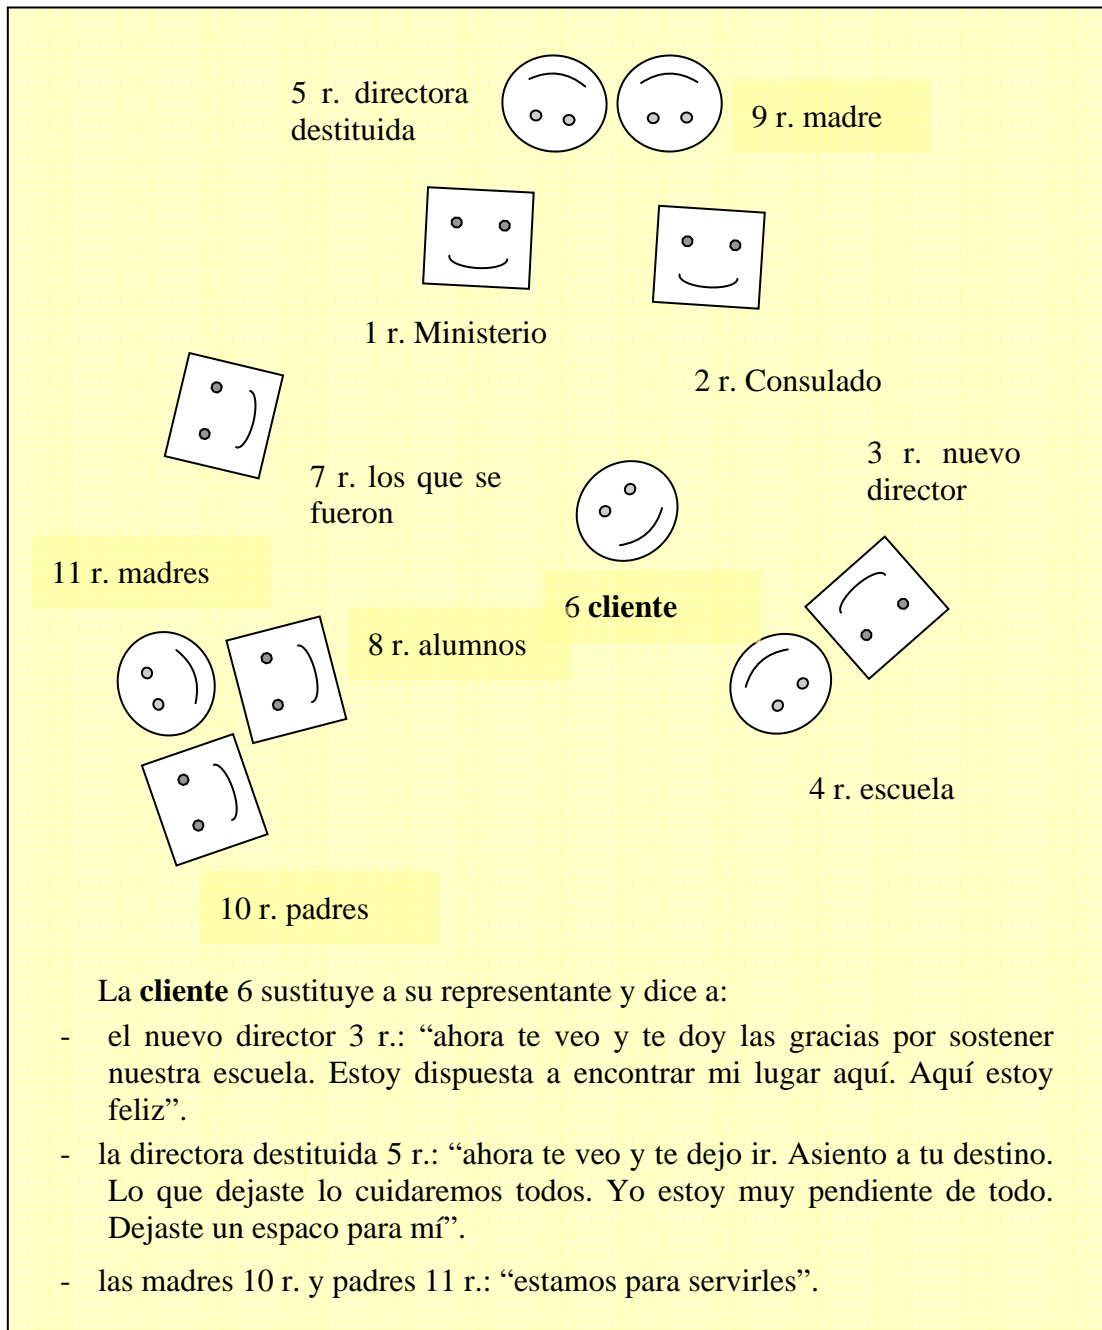 5 r. directora
destituida
9 r. madre
1 r. Ministerio
2 r. Consulado
3 r. nuevo
director
7 r. los que se
fueron
11 r. madres
6 cliente
8 r. alumnos
4 r. escuela
10 r. padres
La cliente 6 sustituye a su representante y dice a:
- el nuevo director 3 r.: “ahora te veo y te doy las gracias por sostener
nuestra escuela. Estoy dispuesta a encontrar mi lugar aquí. Aquí estoy
feliz”.
- la directora destituida 5 r.: “ahora te veo y te dejo ir. Asiento a tu destino.
Lo que dejaste lo cuidaremos todos. Yo estoy muy pendiente de todo.
Dejaste un espaco para mí”.
- las madres 10 r. y padres 11 r.: “estamos para servirles”.